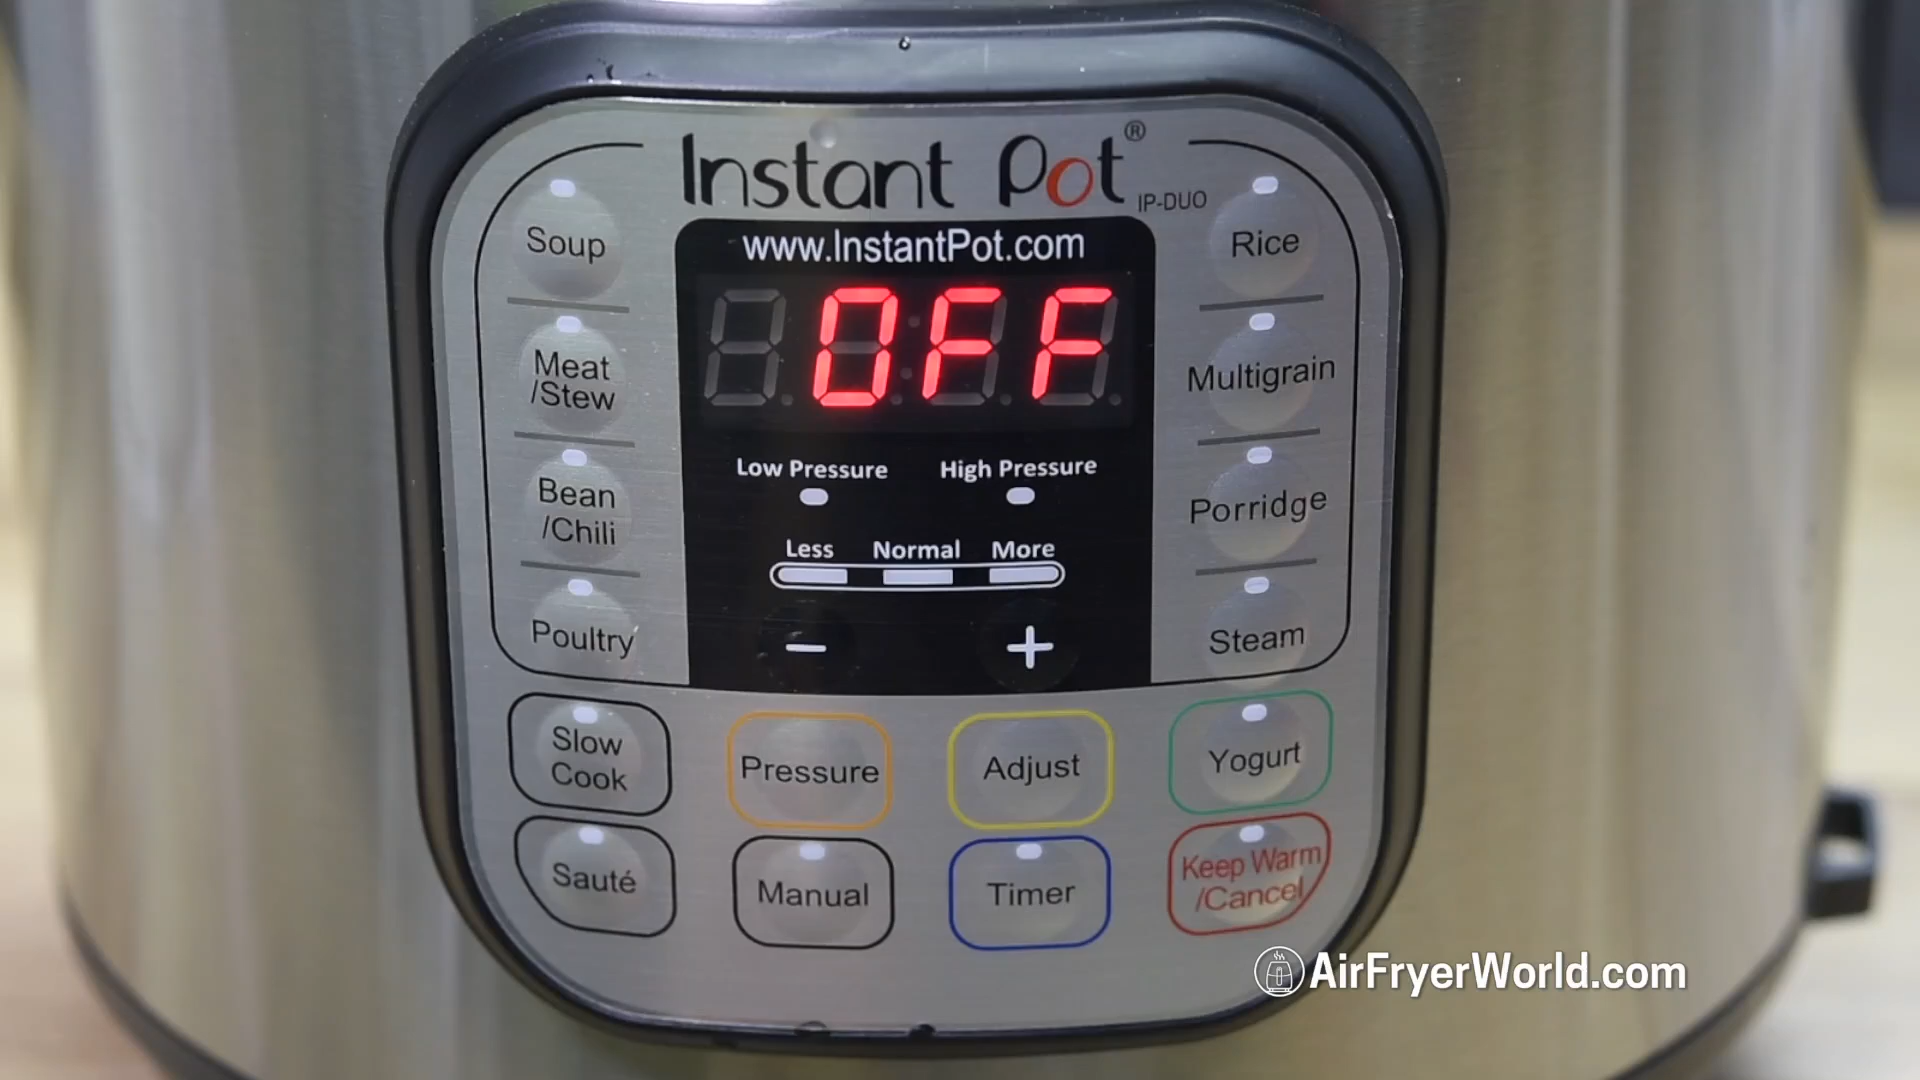 Instant Pot®
IP-DUO
www.InstantPot.com
OFF
Soup
Meat
/Stew
Bean
/Chili
Poultry
Low Pressure
High Pressure
Less
Normal
More
−
+
Rice
Multigrain
Porridge
Steam
Slow
Cook
Pressure
Adjust
Yogurt
Sauté
Manual
Timer
Keep Warm
/Cancel
AirFryerWorld.com